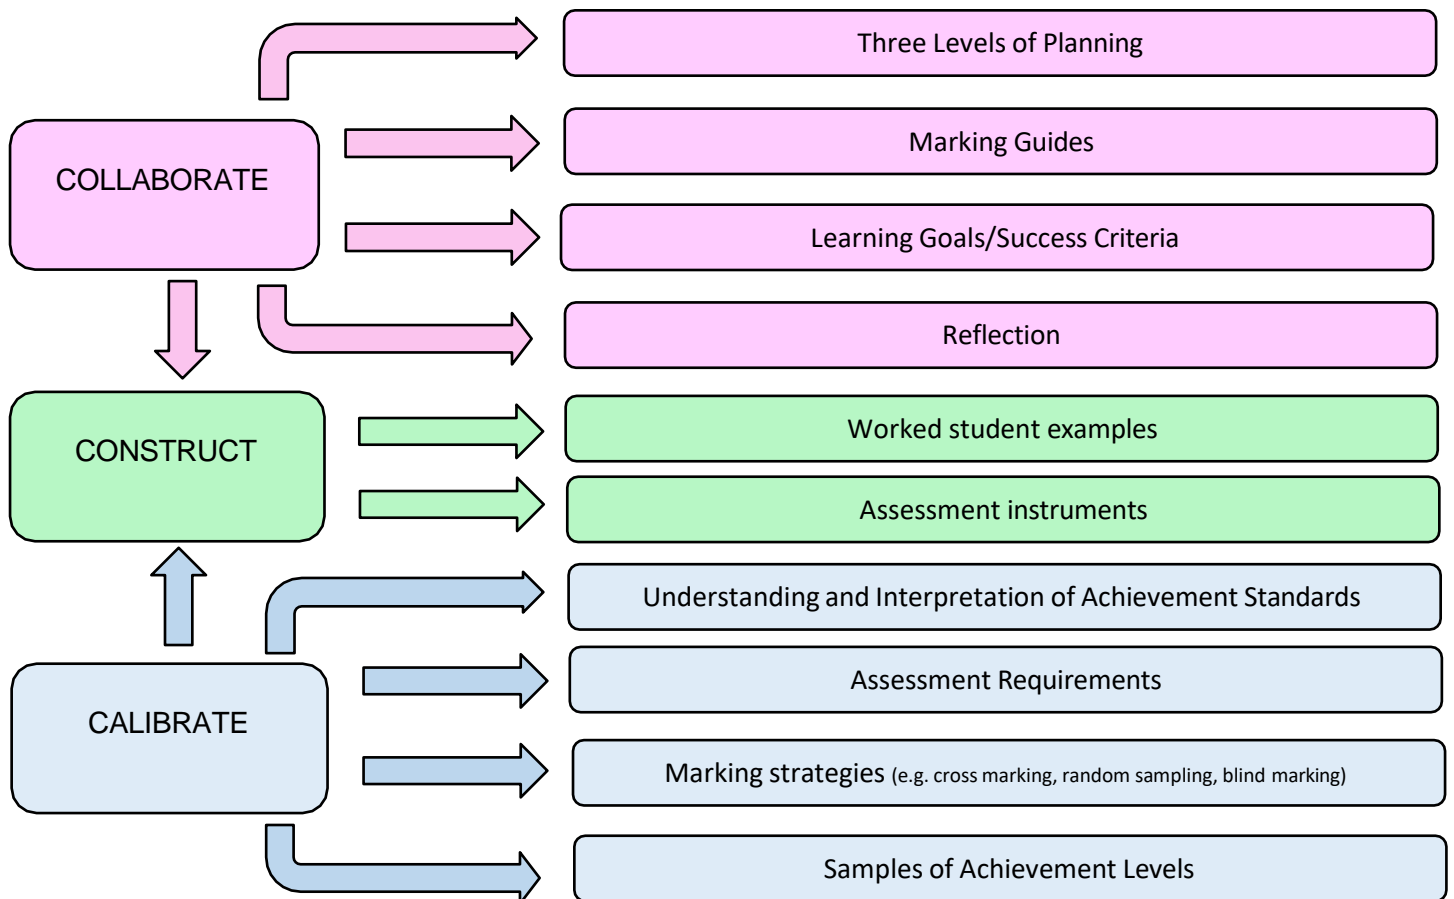 Three Levels of Planning
Marking Guides
COLLABORATE
Learning Goals/Success Criteria
Reflection
Worked student examples
CONSTRUCT
Assessment instruments
Understanding and Interpretation of Achievement Standards
Assessment Requirements
CALIBRATE
Marking strategies (e.g. cross marking, random sampling, blind marking)
Samples of Achievement Levels